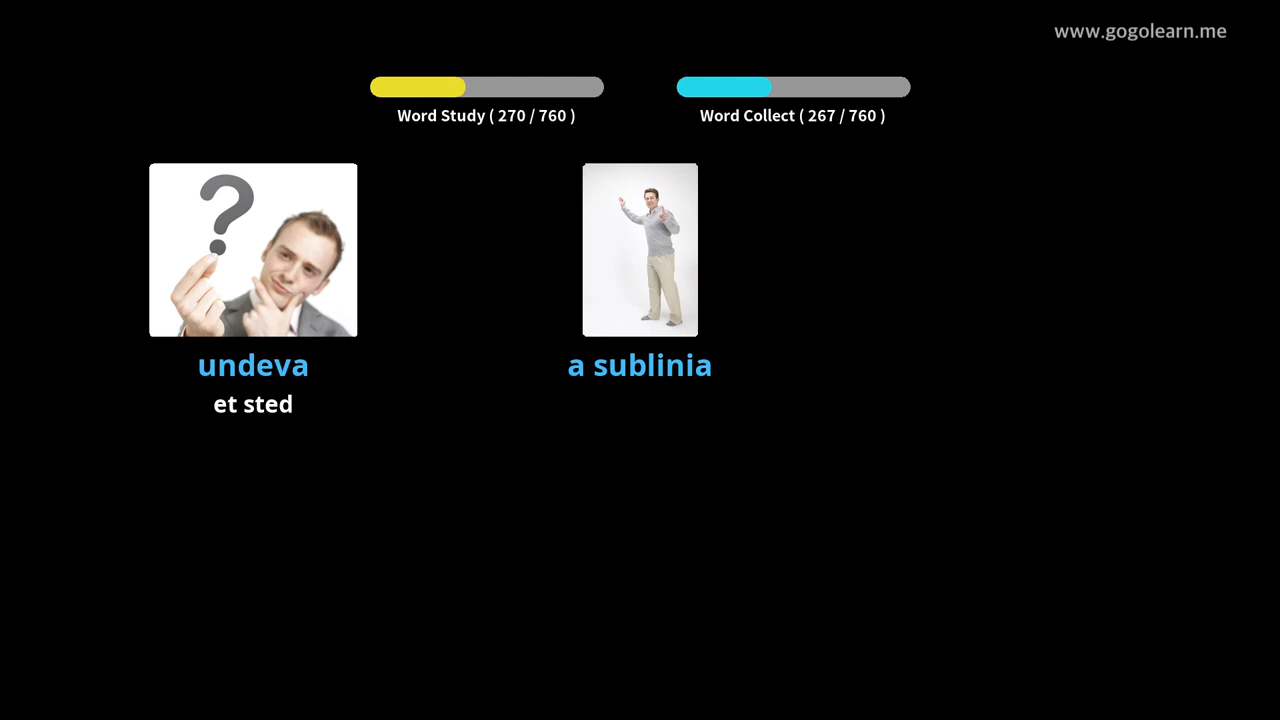 www.gogolearn.me
Word Study ( 270 / 760 )
Word Collect ( 267 / 760 )
undeva
a sublinia
et sted